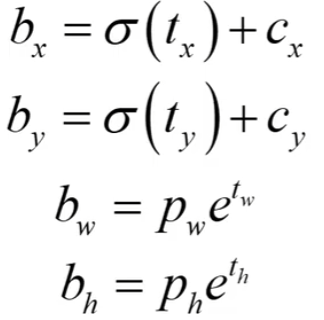 b_x = σ(t_x) + c_x
b_y = σ(t_y) + c_y
b_w = p_w e^{t_w}
b_h = p_h e^{t_h}